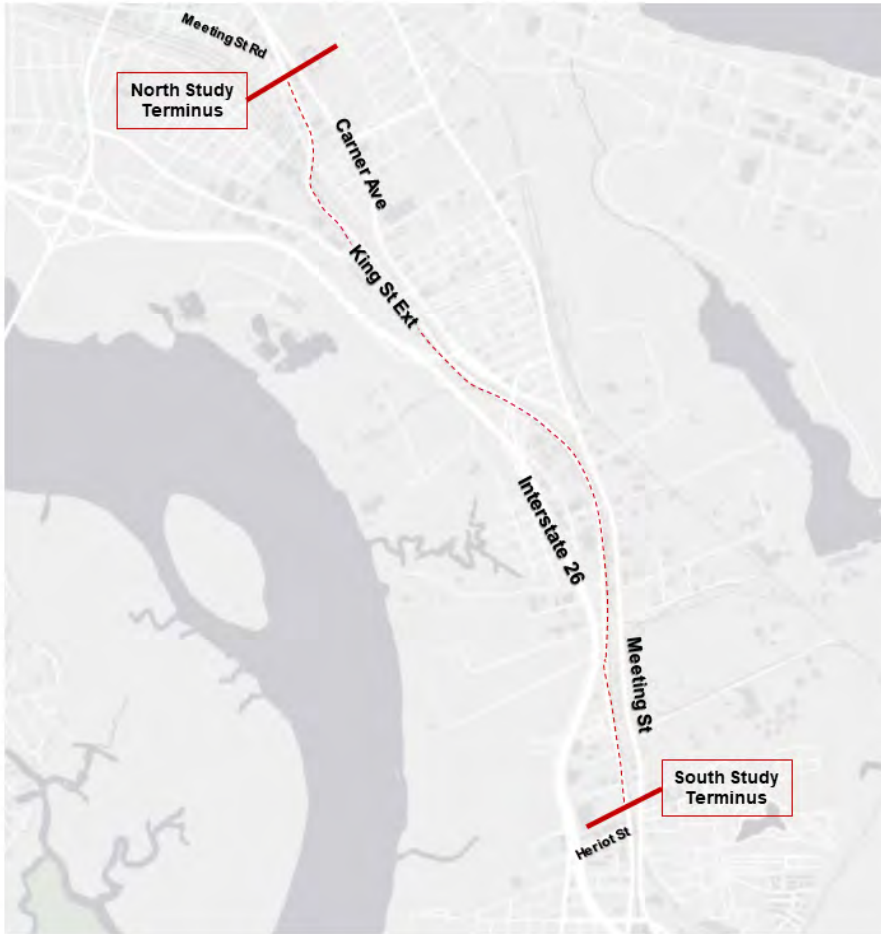 Meeting St Rd
North Study
Terminus
Carner Ave
King St Ext
Interstate 26
Meeting St
South Study
Terminus
Heriot St